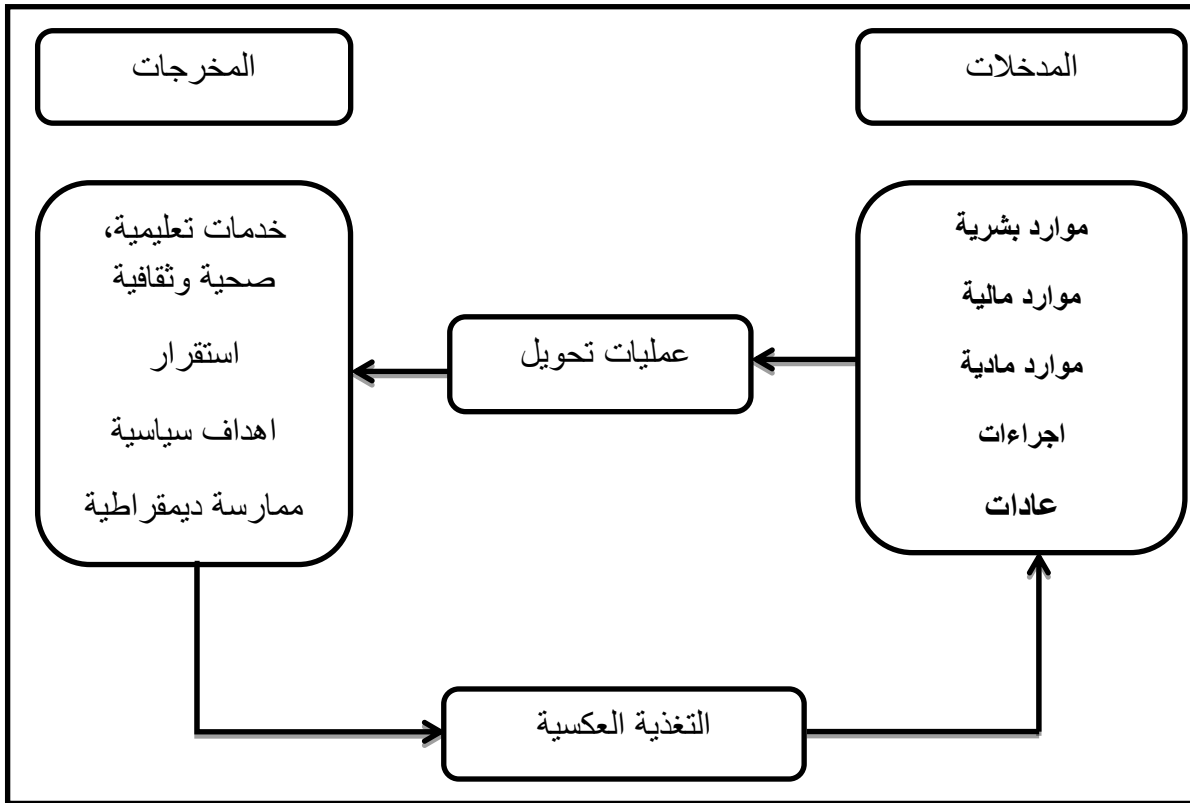 المدخلات
المخرجات
موارد بشرية
موارد مالية
موارد مادية
اجراءات
عادات
عمليات تحويل
خدمات تعليمية،
صحية وثقافية
استقرار
اهداف سياسية
ممارسة ديمقراطية
التغذية العكسية